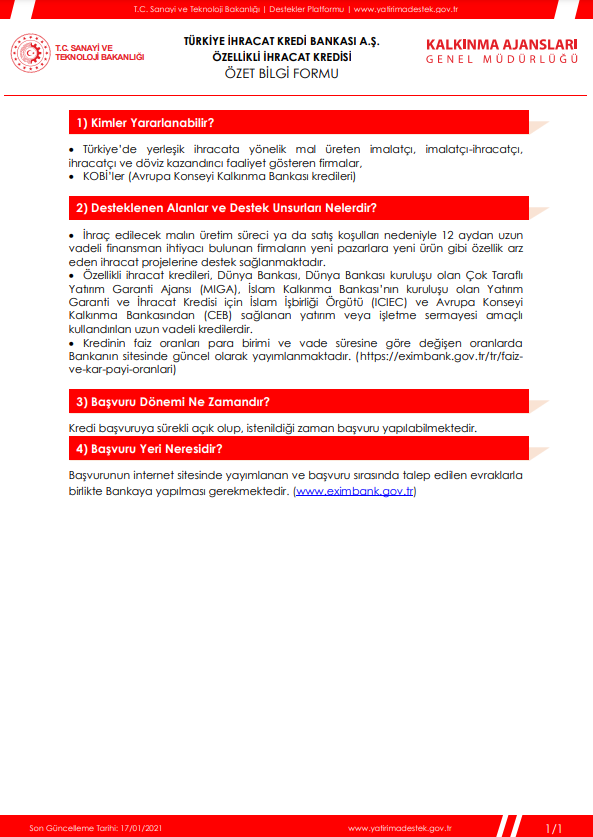 T.C. Sanayi ve Teknoloji Bakanlığı | Destekler Platformu | www.yatirimadestek.gov.tr
T.C. SANAYİ VE
TEKNOLOJİ BAKANLIĞI
TÜRKİYE İHRACAT KREDİ BANKASI A.Ş.
ÖZELLİKLİ İHRACAT KREDİSİ
ÖZET BİLGİ FORMU
KALKINMA AJANSLARI
GENEL MÜDÜRLÜĞÜ
1) Kimler Yararlanabilir?
• Türkiye’de yerleşik ihracata yönelik mal üreten imalatçı, imalatçı-ihracatçı,
ihracatçı ve döviz kazandırıcı faaliyet gösteren firmalar,
• KOBİ’ler (Avrupa Konseyi Kalkınma Bankası kredileri)
2) Desteklenen Alanlar ve Destek Unsurları Nelerdir?
• İhraç edilecek malın üretim süreci ya da satış koşulları nedeniyle 12 aydan uzun
vadeli finansman ihtiyacı bulunan firmaların yeni pazarlara yeni ürün gibi özellik arz
eden ihracat projelerine destek sağlanmaktadır.
• Özellikli ihracat kredileri, Dünya Bankası, Dünya Bankası kuruluşu olan Çok Taraflı
Yatırım Garanti Ajansı (MIGA), İslam Kalkınma Bankası’nın kuruluşu olan Yatırım
Garanti ve İhracat Kredisi için İslam İşbirliği Örgütü (ICIEC) ve Avrupa Konseyi
Kalkınma Bankasından (CEB) sağlanan yatırım veya işletme sermayesi amaçlı
kullandırılan uzun vadeli kredilerdir.
• Kredinin faiz oranları para birimi ve vade süresine göre değişen oranlarda
Bankanın sitesinde güncel olarak yayımlanmaktadır. (https://eximbank.gov.tr/tr/faiz-
ve-kar-payi-oranlari)
3) Başvuru Dönemi Ne Zamandır?
Kredi başvuruya sürekli açık olup, istenildiği zaman başvuru yapılabilmektedir.
4) Başvuru Yeri Neresidir?
Başvurunun internet sitesinde yayımlanan ve başvuru sırasında talep edilen evraklarla
birlikte Bankaya yapılması gerekmektedir. (www.eximbank.gov.tr)
Son Güncelleme Tarihi: 17/01/2021
www.yatirimadestek.gov.tr
1/1